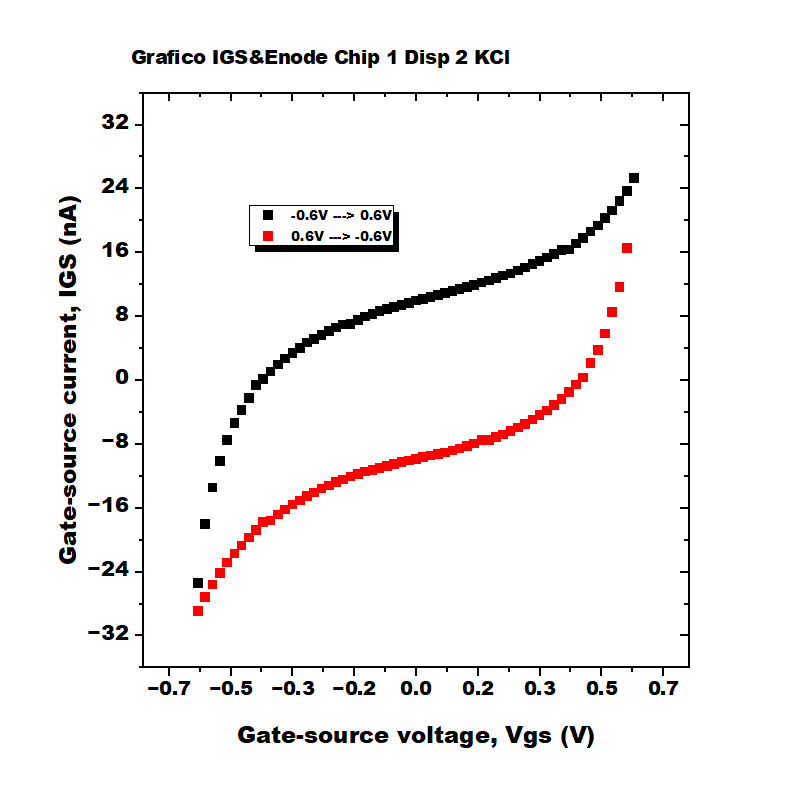 Grafico IGS&Enode Chip 1 Disp 2 KCl
32
24
16
8
0
−8
−16
−24
−32
Gate-source current, IGS (nA)
-0.6V ---> 0.6V
0.6V ---> -0.6V
−0.7 −0.5 −0.3 −0.2 0.0 0.2 0.3 0.5 0.7
Gate-source voltage, Vgs (V)